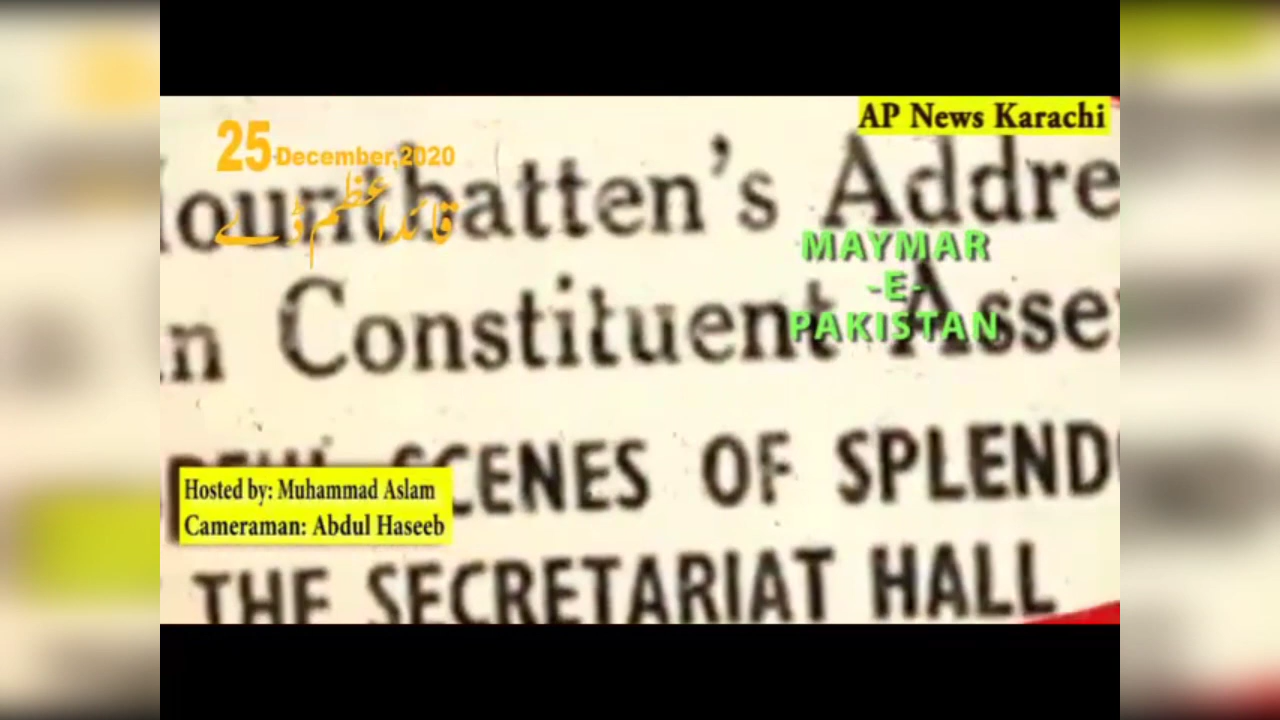 AP News Karachi
25 December,2020
قائداعظم ڈے
ountbatten's Addre
MAYMAR
-E-
PAKISTAN
n Constituent Asse
SCENES OF SPLEND
Hosted by: Muhammad Aslam
Cameraman: Abdul Haseeb
THE SECRETARIAT HALL